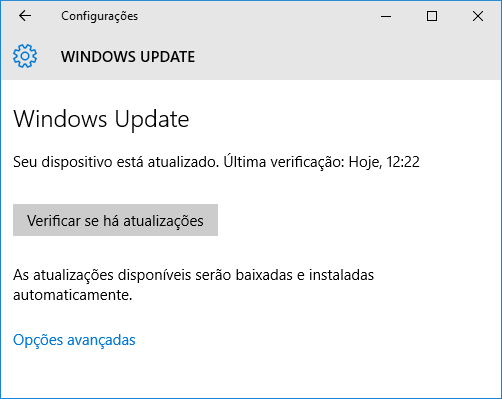 Configurações
WINDOWS UPDATE
Windows Update
Seu dispositivo está atualizado. Última verificação: Hoje, 12:22
Verificar se há atualizações
As atualizações disponíveis serão baixadas e instaladas
automaticamente.
Opções avançadas